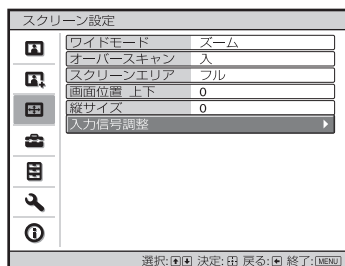 スクリーン設定
ワイドモード ズーム
オーバースキャン 入
スクリーンエリア フル
画面位置 上下 0
縦サイズ 0
入力信号調整
選択: 決定: 戻る: 終了:MENU